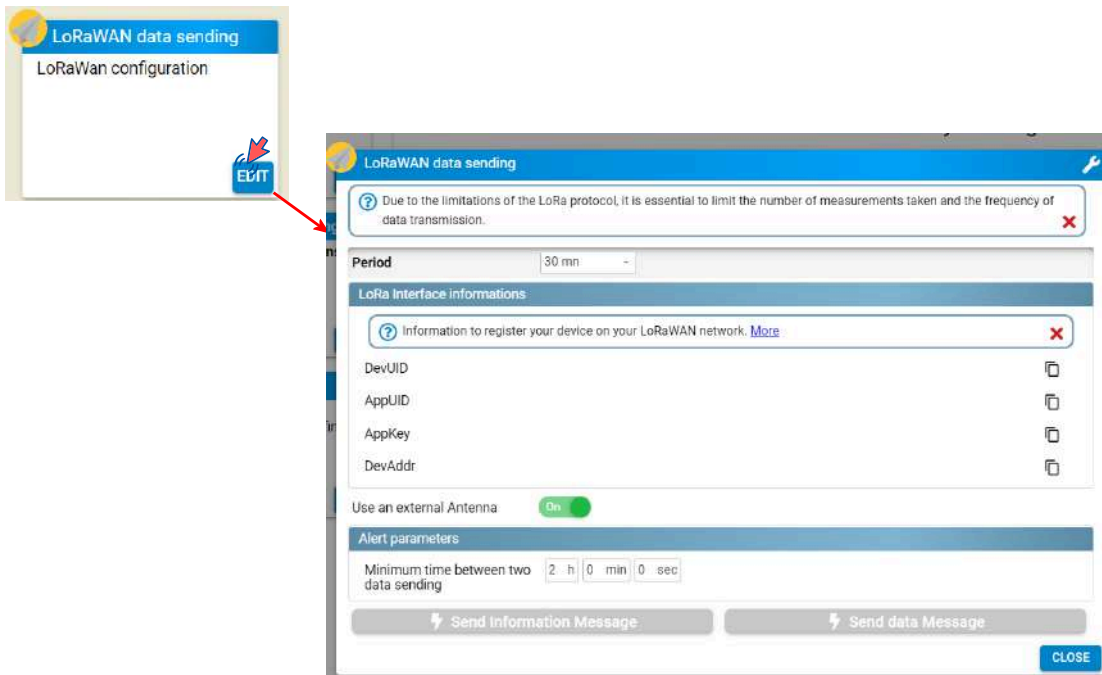 LoRaWAN data sending
LoRaWan configuration
EDIT
LoRaWAN data sending
Due to the limitations of the LoRa protocol, it is essential to limit the number of measurements taken and the frequency of
data transmission.
Period 30 mn
LoRa Interface informations
Information to register your device on your LoRaWAN network. More
DevUID
AppUID
AppKey
DevAddr
Use an external Antenna On
Alert parameters
Minimum time between two 2 h 0 min 0 sec
data sending
Send Information Message Send data Message
CLOSE